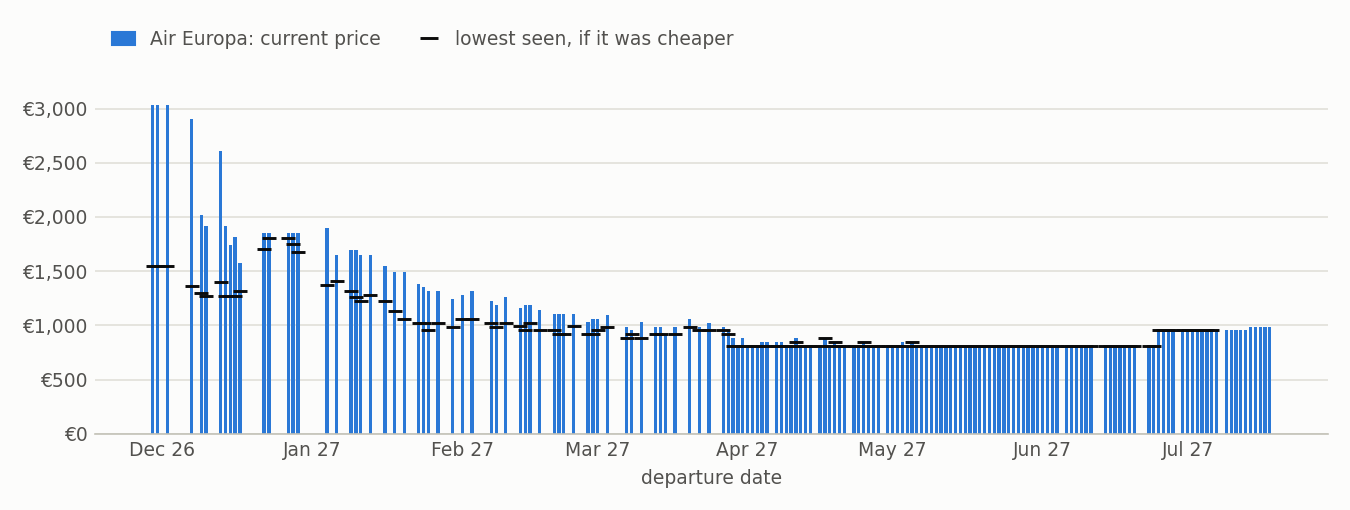 Air Europa: current price
lowest seen, if it was cheaper
€3,000
€2,500
€2,000
€1,500
€1,000
€500
€0
Dec 26 Jan 27 Feb 27 Mar 27 Apr 27 May 27 Jun 27 Jul 27
departure date